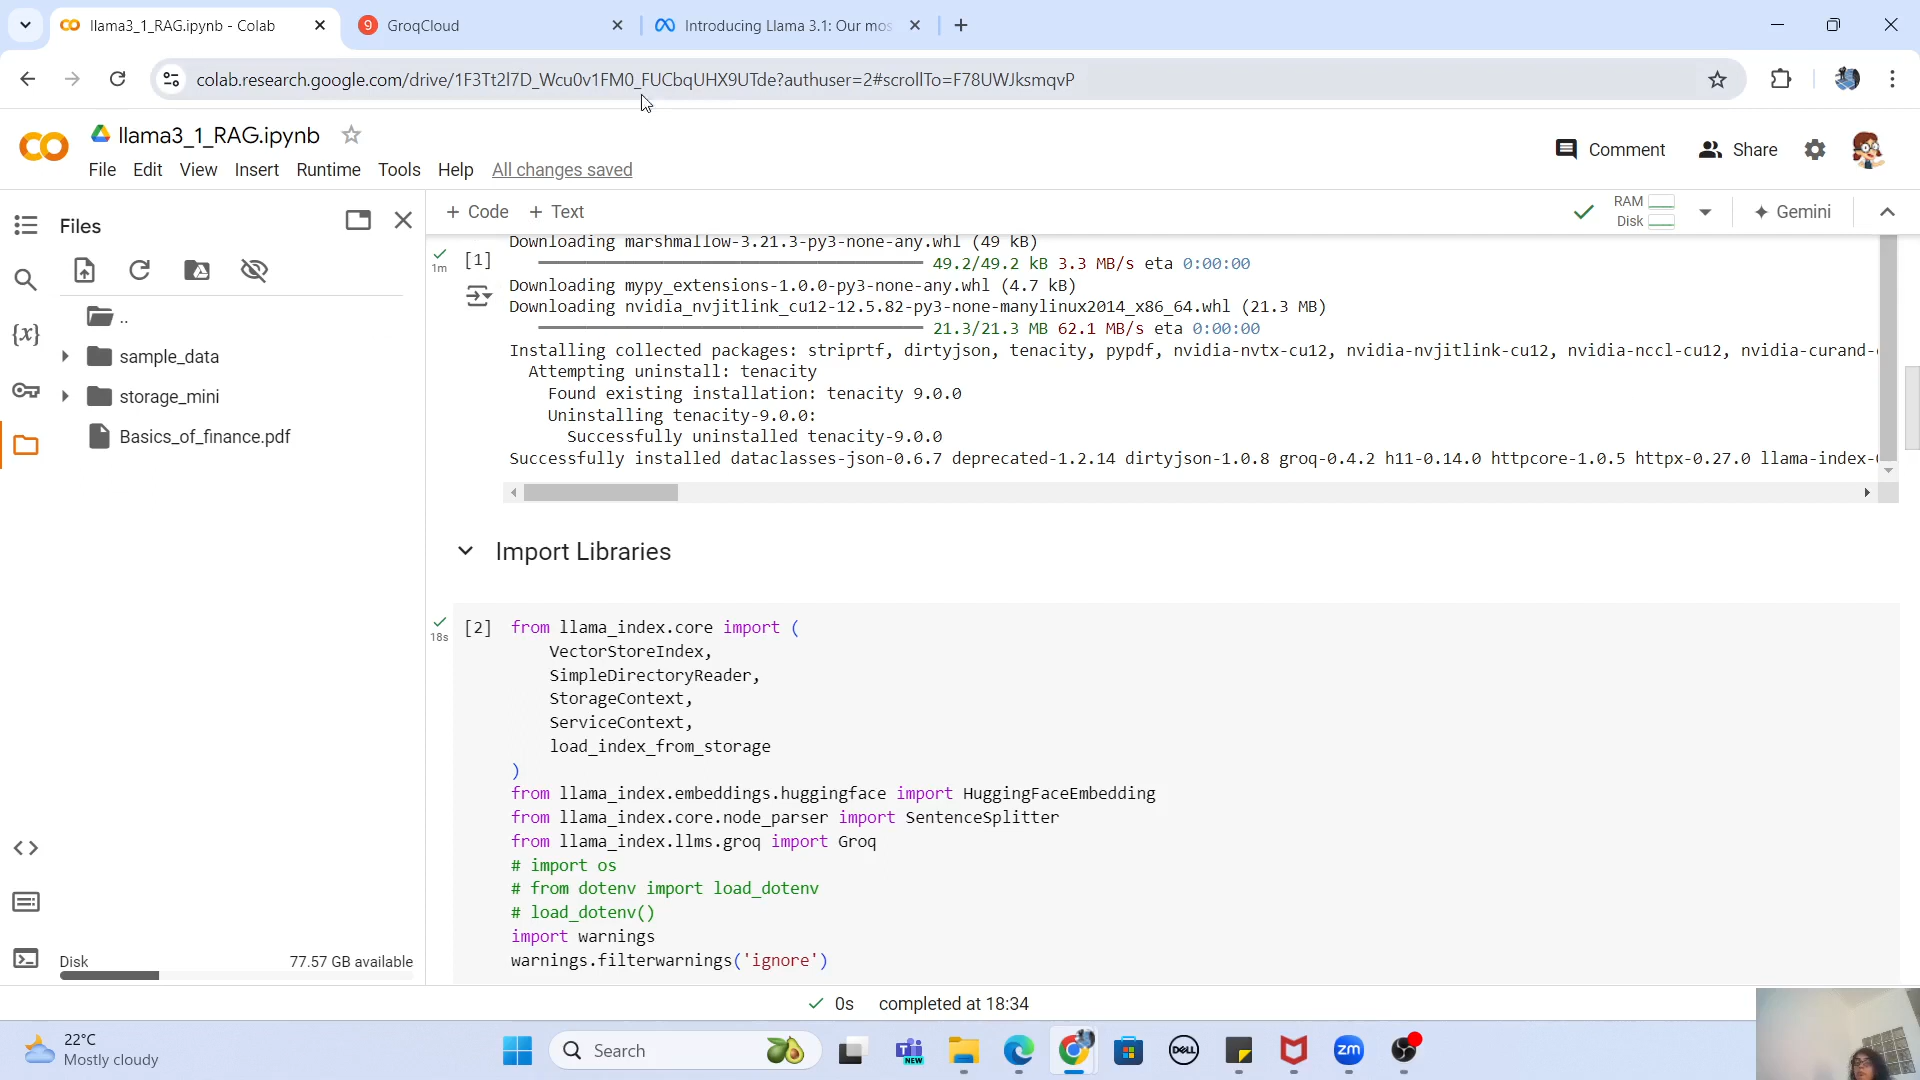 llama3_1_RAG.ipynb - Colab
9 GroqCloud
Introducing Llama 3.1: Our mos
colab.research.google.com/drive/1F3Tt2l7D_Wcu0v1FM0_FUCbqUHX9UTde?authuser=2#scrollTo=F78UWJksmqvP
llama3_1_RAG.ipynb
Comment
Share
File Edit View Insert Runtime Tools Help All changes saved
Files
+ Code + Text
RAM
Disk
Gemini
Downloading marshmallow-3.21.3-py3-none-any.whl (49 kB)
1m
[1]
49.2/49.2 kB 3.3 MB/s eta 0:00:00
Downloading mypy_extensions-1.0.0-py3-none-any.whl (4.7 kB)
Downloading nvidia_nvjitlink_cu12-12.5.82-py3-none-manylinux2014_x86_64.whl (21.3 MB)
21.3/21.3 MB 62.1 MB/s eta 0:00:00
Installing collected packages: striprtf, dirtyjson, tenacity, pypdf, nvidia-nvtx-cu12, nvidia-nvjitlink-cu12, nvidia-nccl-cu12, nvidia-curand-
Attempting uninstall: tenacity
Found existing installation: tenacity 9.0.0
Uninstalling tenacity-9.0.0:
Successfully uninstalled tenacity-9.0.0
Successfully installed dataclasses-json-0.6.7 deprecated-1.2.14 dirtyjson-1.0.8 groq-0.4.2 h11-0.14.0 httpcore-1.0.5 httpx-0.27.0 llama-index-
..
sample_data
storage_mini
Basics_of_finance.pdf
{x}
Import Libraries
18s
[2] from llama_index.core import (
VectorStoreIndex,
SimpleDirectoryReader,
StorageContext,
ServiceContext,
load_index_from_storage
)
from llama_index.embeddings.huggingface import HuggingFaceEmbedding
from llama_index.core.node_parser import SentenceSplitter
from llama_index.llms.groq import Groq
# import os
# from dotenv import load_dotenv
# load_dotenv()
import warnings
warnings.filterwarnings('ignore')
Disk 77.57 GB available
0s completed at 18:34
22°C
Mostly cloudy
Search
NEW
DELL
zm